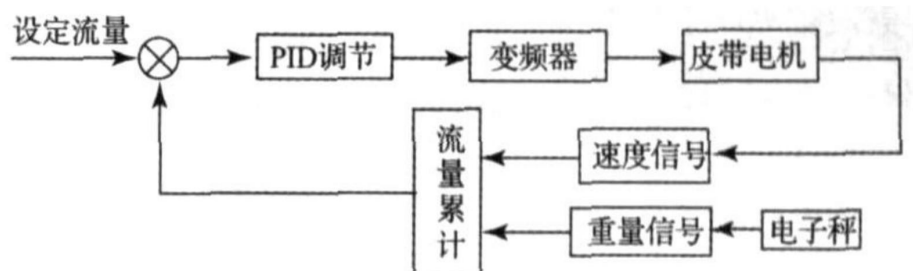 设定流量
PID调节
变频器
皮带电机
流量累计
速度信号
重量信号
电子秤